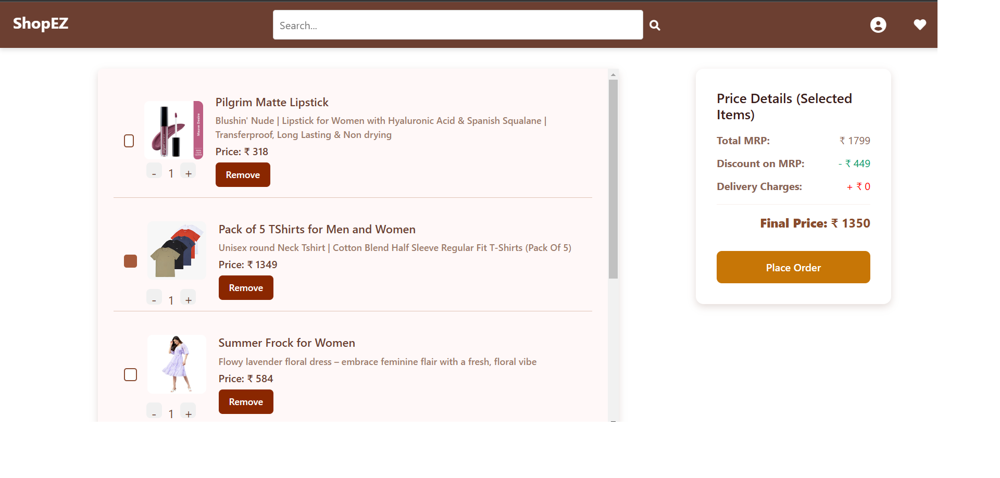 ShopEZ
Search...
Pilgrim Matte Lipstick
Blushin' Nude | Lipstick for Women with Hyaluronic Acid & Spanish Squalane |
Transferproof, Long Lasting & Non drying
Price: ₹ 318
Mauve Desire
- 1 +
Remove
Pack of 5 TShirts for Men and Women
Unisex round Neck Tshirt | Cotton Blend Half Sleeve Regular Fit T-Shirts (Pack Of 5)
Price: ₹ 1349
Remove
- 1 +
Summer Frock for Women
Flowy lavender floral dress – embrace feminine flair with a fresh, floral vibe
Price: ₹ 584
Remove
- 1 +
Price Details (Selected
Items)
Total MRP: ₹ 1799
Discount on MRP: - ₹ 449
Delivery Charges: + ₹ 0
Final Price: ₹ 1350
Place Order